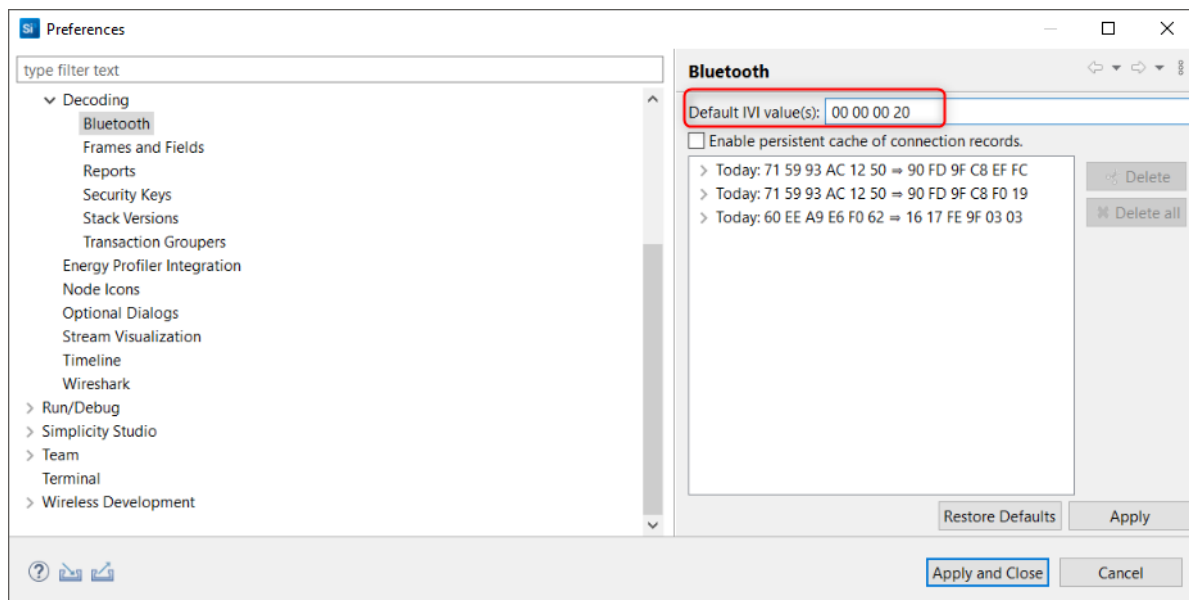 Si Preferences
type filter text
Decoding
Bluetooth
Frames and Fields
Reports
Security Keys
Stack Versions
Transaction Groupers
Energy Profiler Integration
Node Icons
Optional Dialogs
Stream Visualization
Timeline
Wireshark
Run/Debug
Simplicity Studio
Team
Terminal
Wireless Development
Bluetooth
Default IVI value(s): 00 00 00 20
Enable persistent cache of connection records.
Today: 71 59 93 AC 12 50 ⇒ 90 FD 9F C8 EF FC
Today: 71 59 93 AC 12 50 ⇒ 90 FD 9F C8 F0 19
Today: 60 EE A9 E6 F0 62 ⇒ 16 17 FE 9F 03 03
Delete
Delete all
Restore Defaults Apply
Apply and Close Cancel